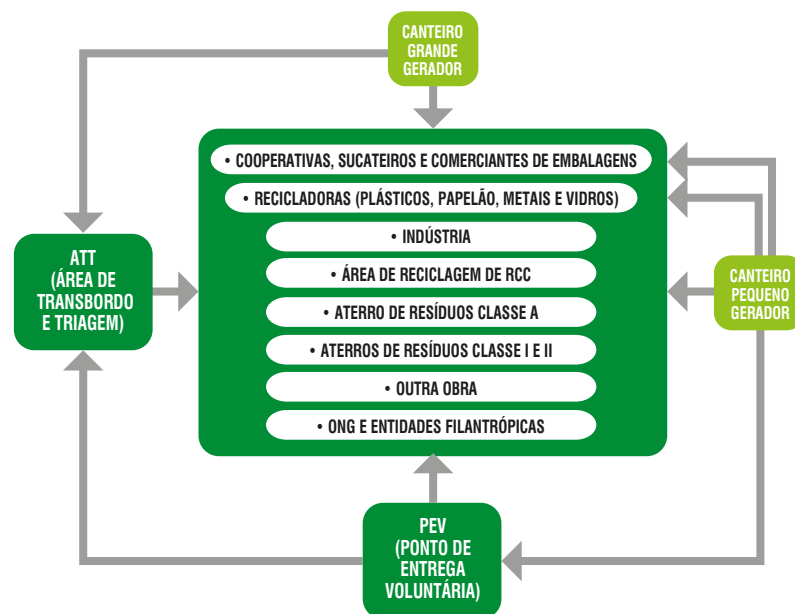 CANTEIRO
GRANDE
GERADOR
• COOPERATIVAS, SUCATEIROS E COMERCIANTES DE EMBALAGENS
• RECICLADORAS (PLÁSTICOS, PAPELÃO, METAIS E VIDROS)
• INDÚSTRIA
• ÁREA DE RECICLAGEM DE RCC
• ATERRO DE RESÍDUOS CLASSE A
• ATERROS DE RESÍDUOS CLASSE I E II
• OUTRA OBRA
• ONG E ENTIDADES FILANTRÓPICAS
ATT
(ÁREA DE
TRANSBORDO
E TRIAGEM)
CANTEIRO
PEQUENO
GERADOR
PEV
(PONTO DE
ENTREGA
VOLUNTÁRIA)